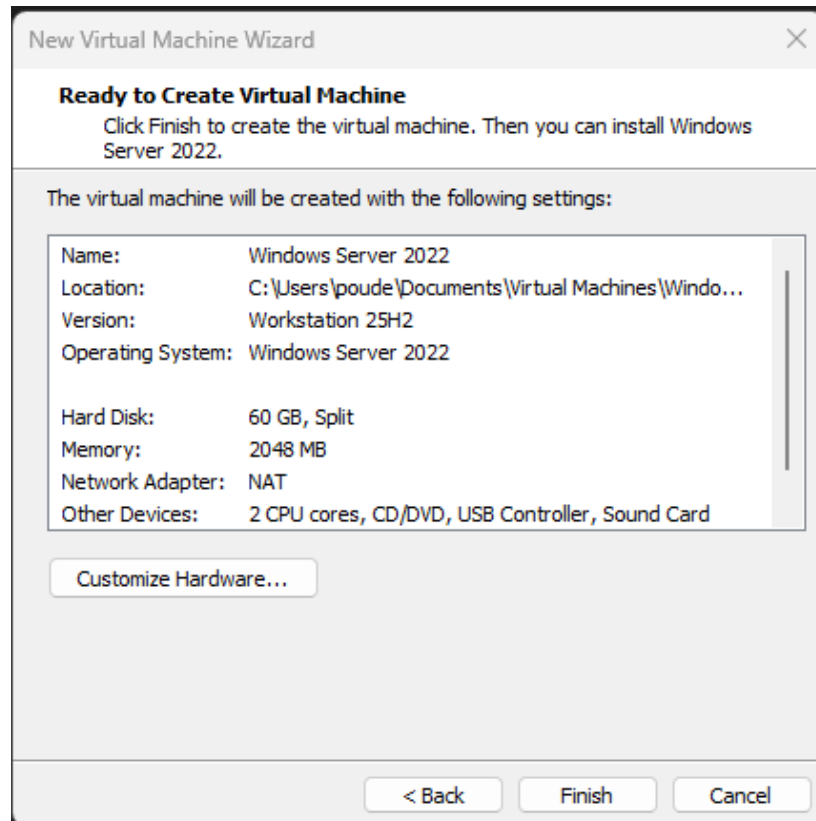 New Virtual Machine Wizard
Ready to Create Virtual Machine
Click Finish to create the virtual machine. Then you can install Windows
Server 2022.
The virtual machine will be created with the following settings:
Name: Windows Server 2022
Location: C:\Users\poude\Documents\Virtual Machines\Windo...
Version: Workstation 25H2
Operating System: Windows Server 2022
Hard Disk: 60 GB, Split
Memory: 2048 MB
Network Adapter: NAT
Other Devices: 2 CPU cores, CD/DVD, USB Controller, Sound Card
Customize Hardware...
< Back Finish Cancel